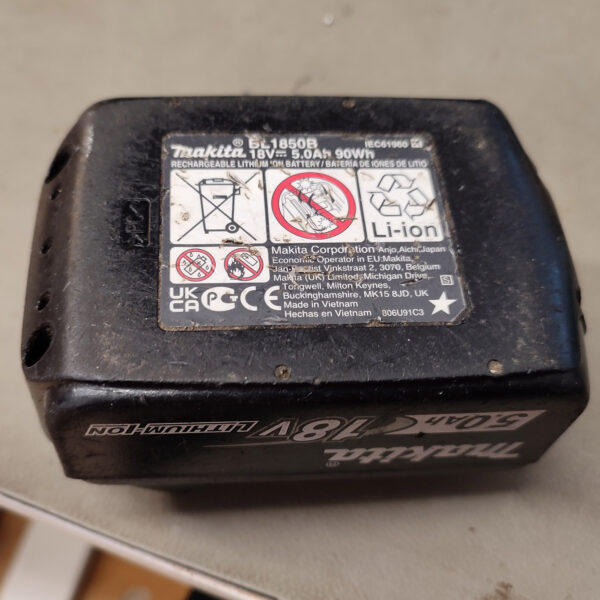 makita® BL1850B
18V⎓5.0Ah 90Wh
IEC61960
RECHARGEABLE LITHIUM ION BATTERY / BATERÍA DE IONES DE LITIO
Li-ion
Makita Corporation Anjo, Aichi Japan
Economic Operator in EU:Makita,
Jan-Baptist Vinkstraat 2, 3070, Belgium
Makita (UK) Limited, Michigan Drive,
Tongwell, Milton Keynes,
Buckinghamshire, MK15 8JD, UK
Made in Vietnam
Hechas en Vietnam
806U91C3
UK
CA
CE
5.0Ah 18V LITHIUM-ION
makita®